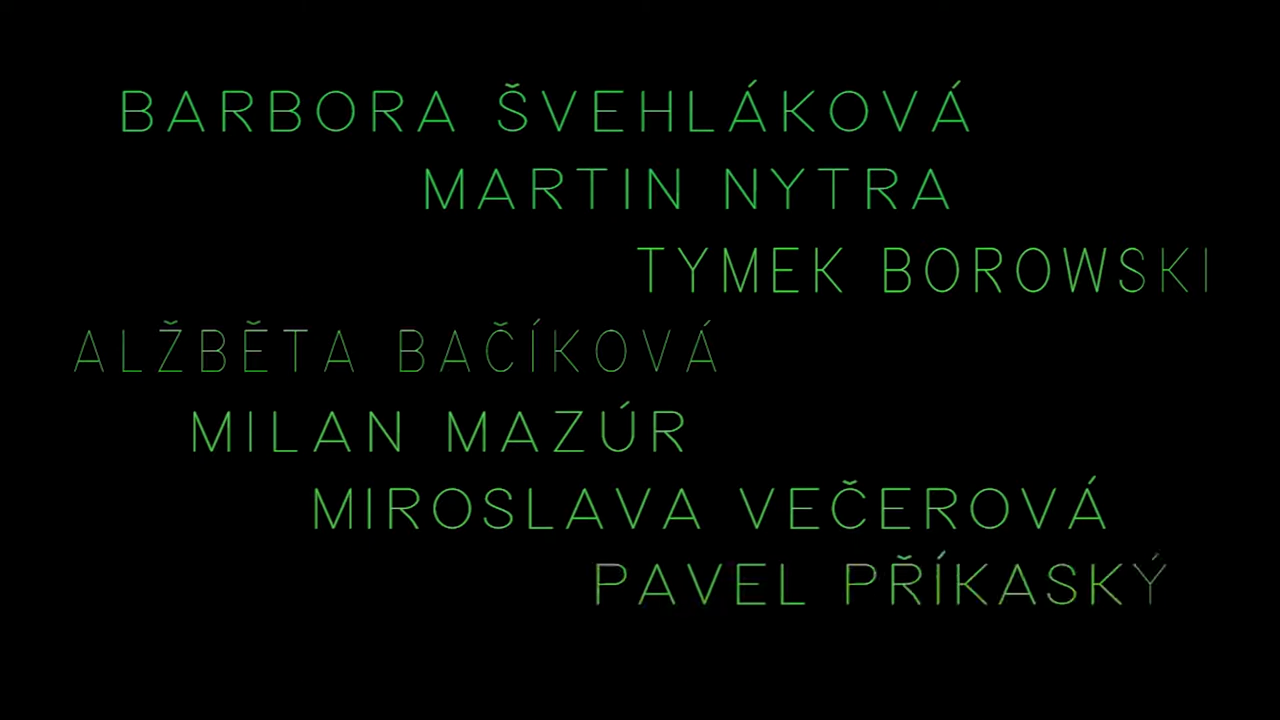 BARBORA ŠVEHLÁKOVÁ
MARTIN NYTRA
TYMEK BOROWSKI
ALŽBĚTA BAČÍKOVÁ
MILAN MAZÚR
MIROSLAVA VEČEROVÁ
PAVEL PŘÍKASKÝ